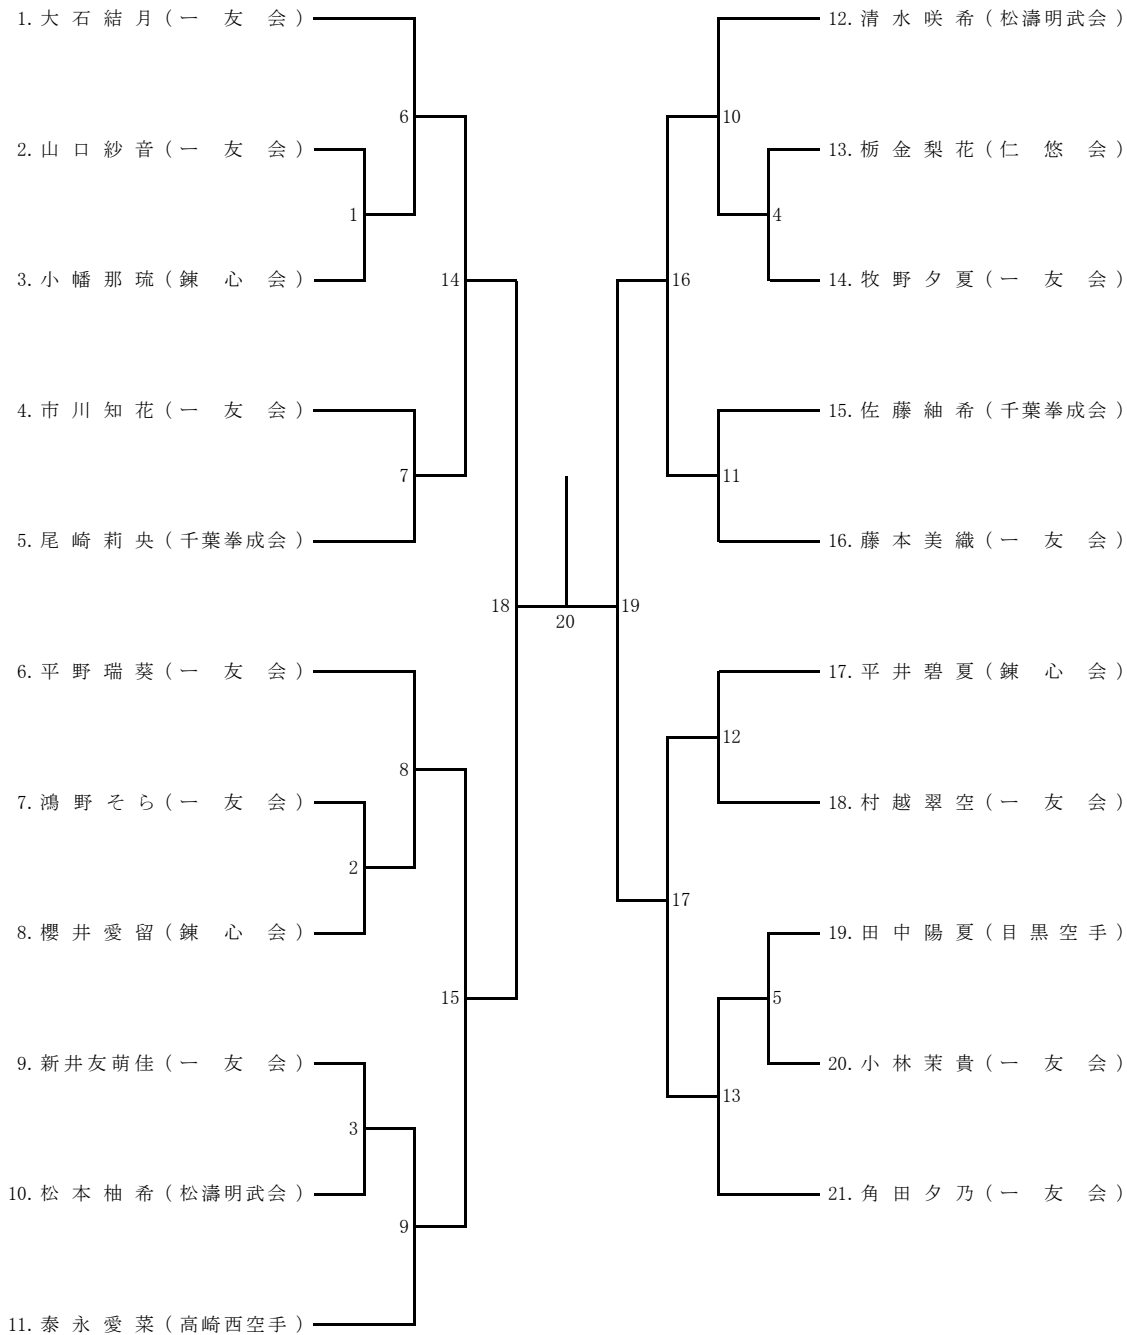 1. 大石結月(一友会)
2. 山口紗音(一友会)
3. 小幡那琉(錬心会)
4. 市川知花(一友会)
5. 尾崎莉央(千葉拳成会)
6. 平野瑞葵(一友会)
7. 鴻野そら(一友会)
8. 櫻井愛留(錬心会)
9. 新井友萌佳(一友会)
10. 松本柚希(松濤明武会)
11. 泰永愛菜(高崎西空手)
6
1
14
7
18
8
2
15
3
9
20
10
4
16
11
19
12
17
5
13
12. 清水咲希(松濤明武会)
13. 栃金梨花(仁悠会)
14. 牧野夕夏(一友会)
15. 佐藤紬希(千葉拳成会)
16. 藤本美織(一友会)
17. 平井碧夏(錬心会)
18. 村越翠空(一友会)
19. 田中陽夏(目黒空手)
20. 小林茉貴(一友会)
21. 角田夕乃(一友会)